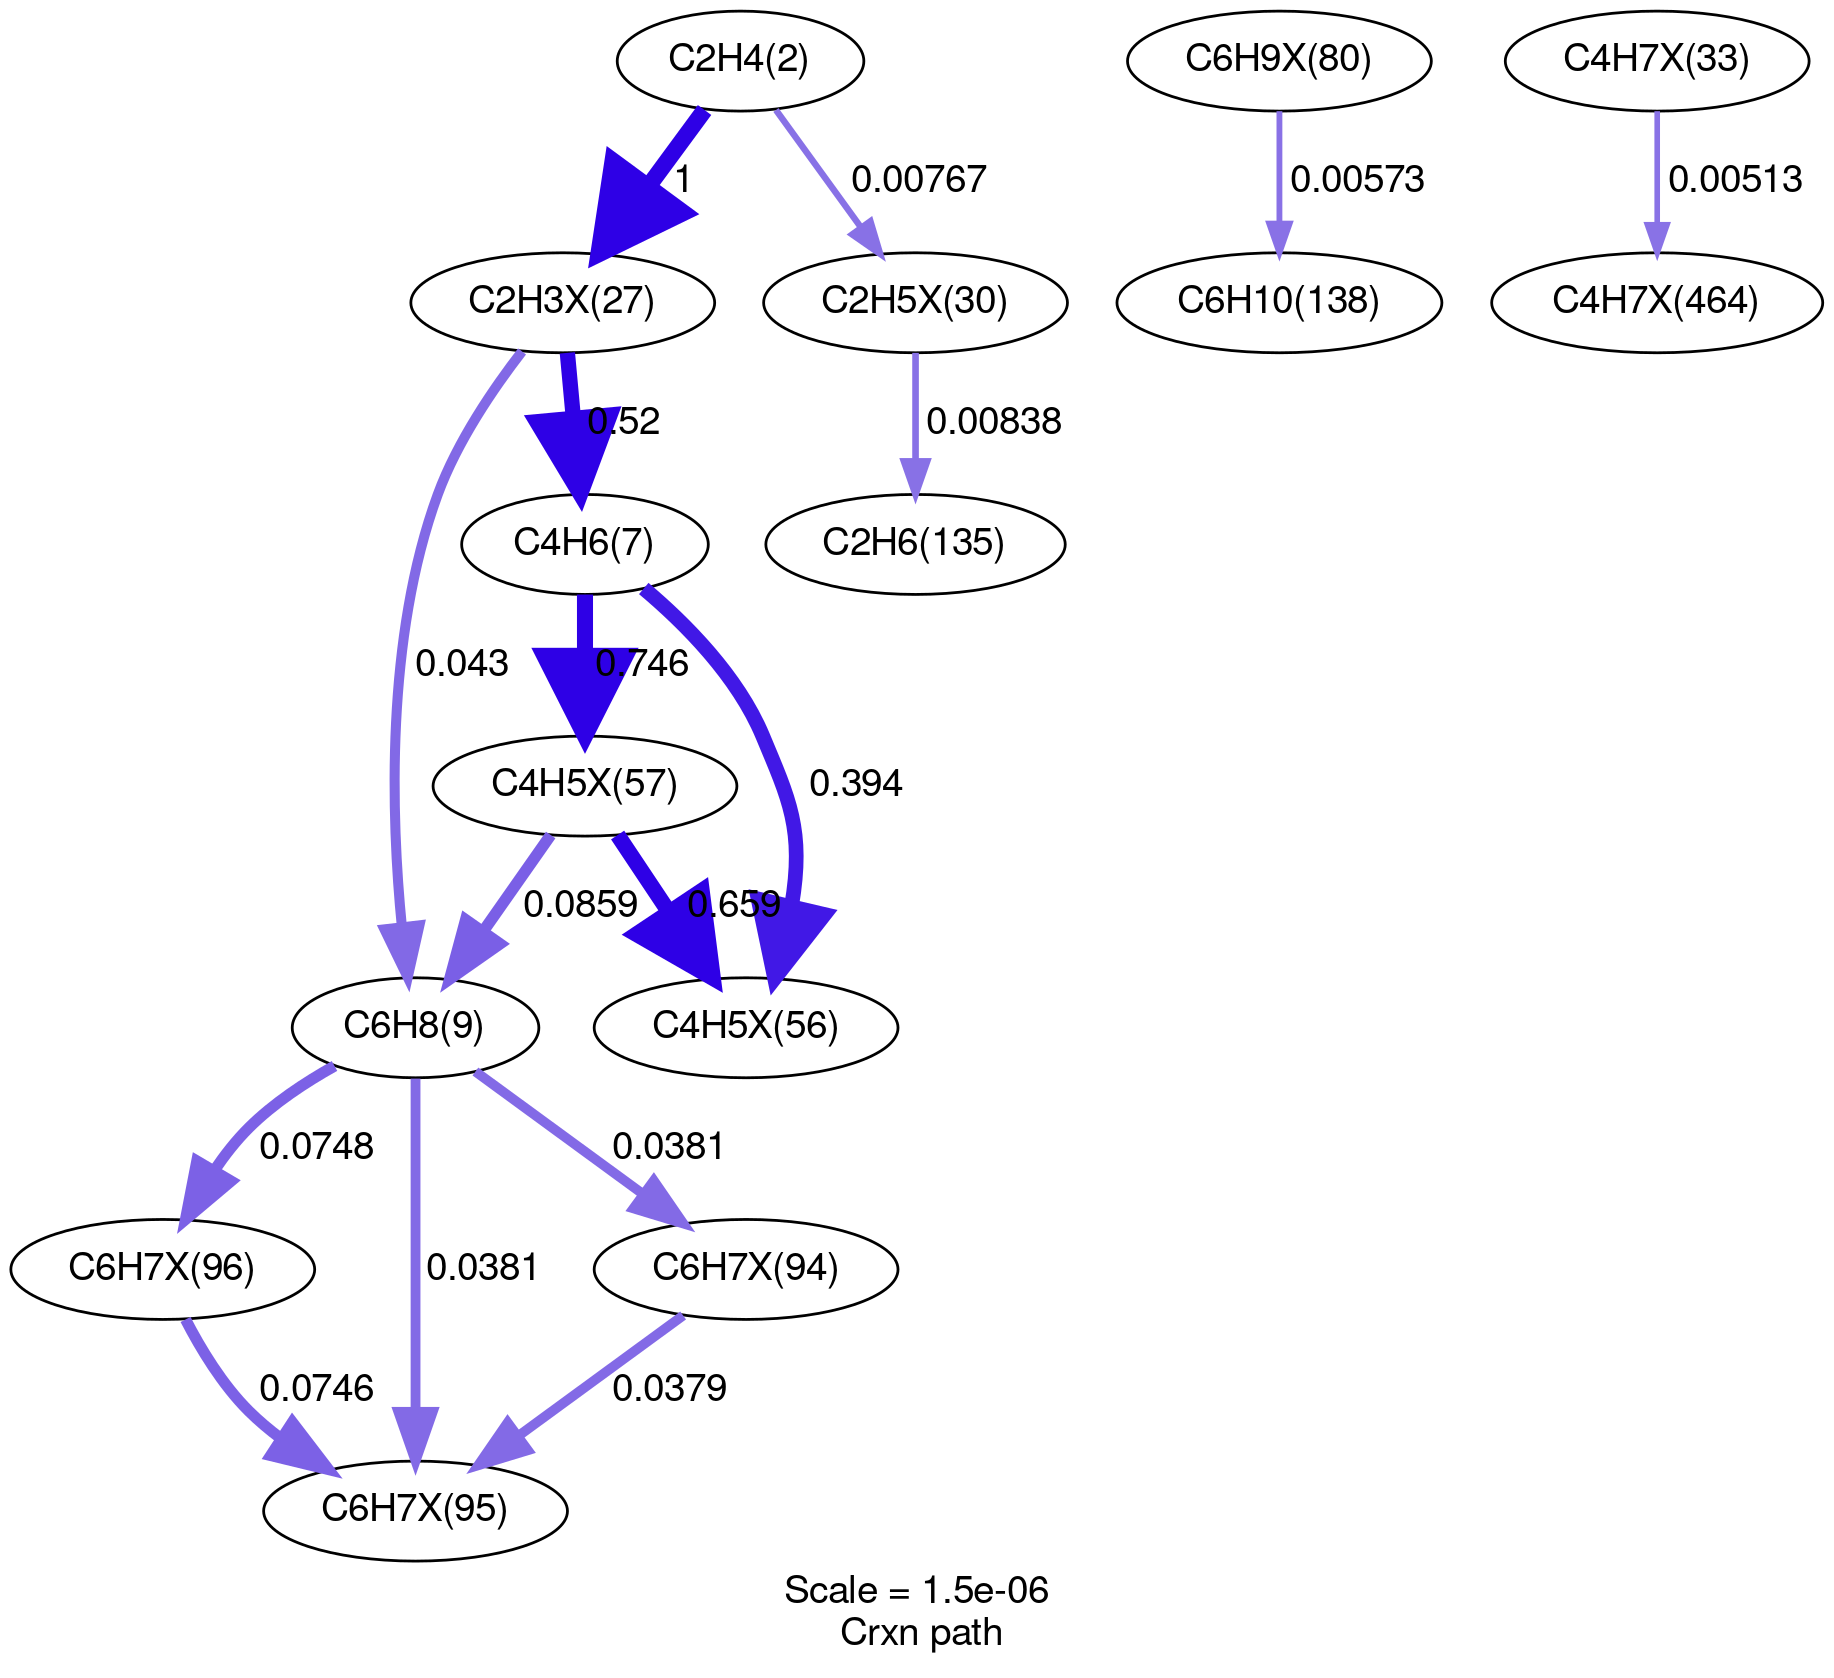 C2H4(2)
C6H9X(80)
C4H7X(33)
1
0.00767
0.00573
0.00513
C2H3X(27)
C2H5X(30)
C6H10(138)
C4H7X(464)
0.52
0.00838
C4H6(7)
C2H6(135)
0.043
0.746
C4H5X(57)
0.394
0.0859
0.659
C6H8(9)
C4H5X(56)
0.0748
0.0381
C6H7X(96)
0.0381
C6H7X(94)
0.0746
0.0379
C6H7X(95)
Scale = 1.5e-06
Crxn path